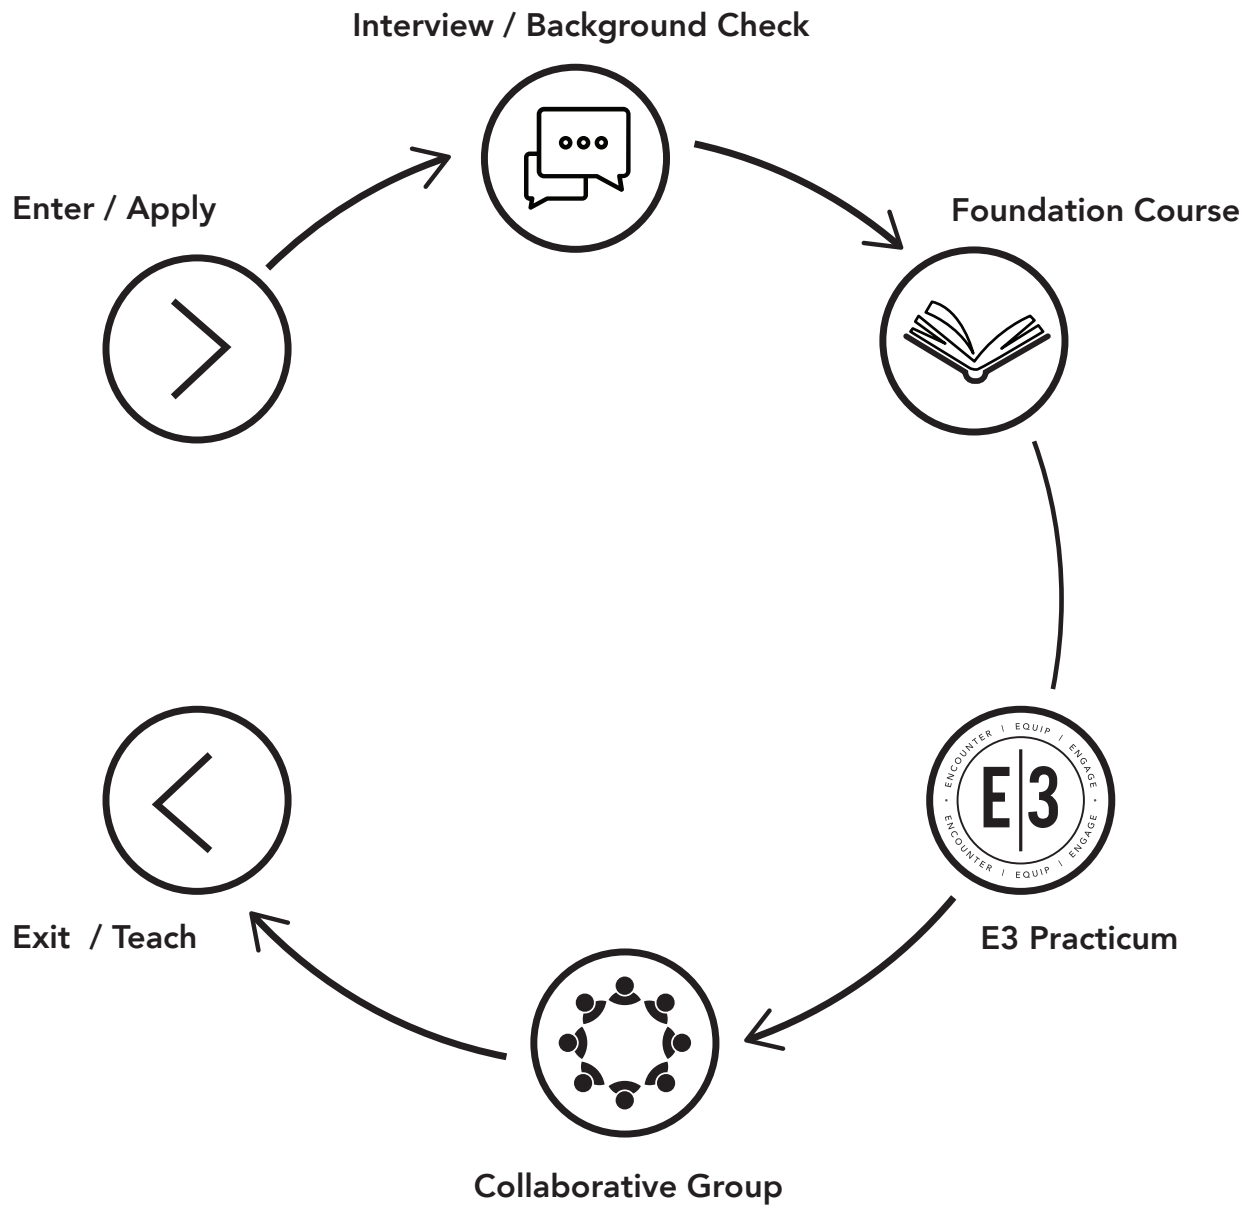 Interview / Background Check
Enter / Apply
Foundation Course
• ENCOUNTER | EQUIP | ENGAGE •
E|3
ENCOUNTER | EQUIP | ENGAGE
E3 Practicum
Exit / Teach
Collaborative Group